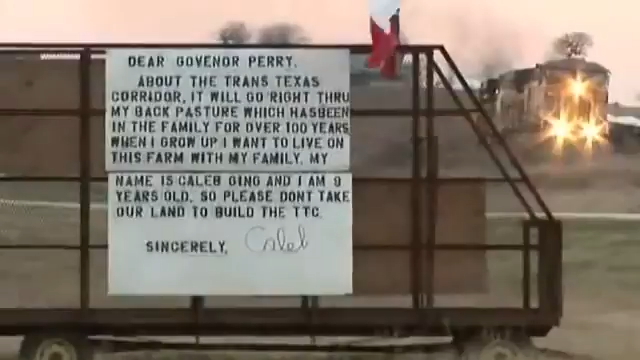 DEAR GOVENOR PERRY.
ABOUT THE TRANS TEXAS
CORRIDOR, IT WILL GO RIGHT THRU
MY BACK PASTURE WHICH HASBEEN
IN THE FAMILY FOR OVER 100 YEARS
WHEN I GROW UP I WANT TO LIVE ON
THIS FARM WITH MY FAMILY. MY
NAME IS CALEB GING AND I AM 9
YEARS OLD. SO PLEASE DONT TAKE
OUR LAND TO BUILD THE TTC.
SINCERELY, Caleb